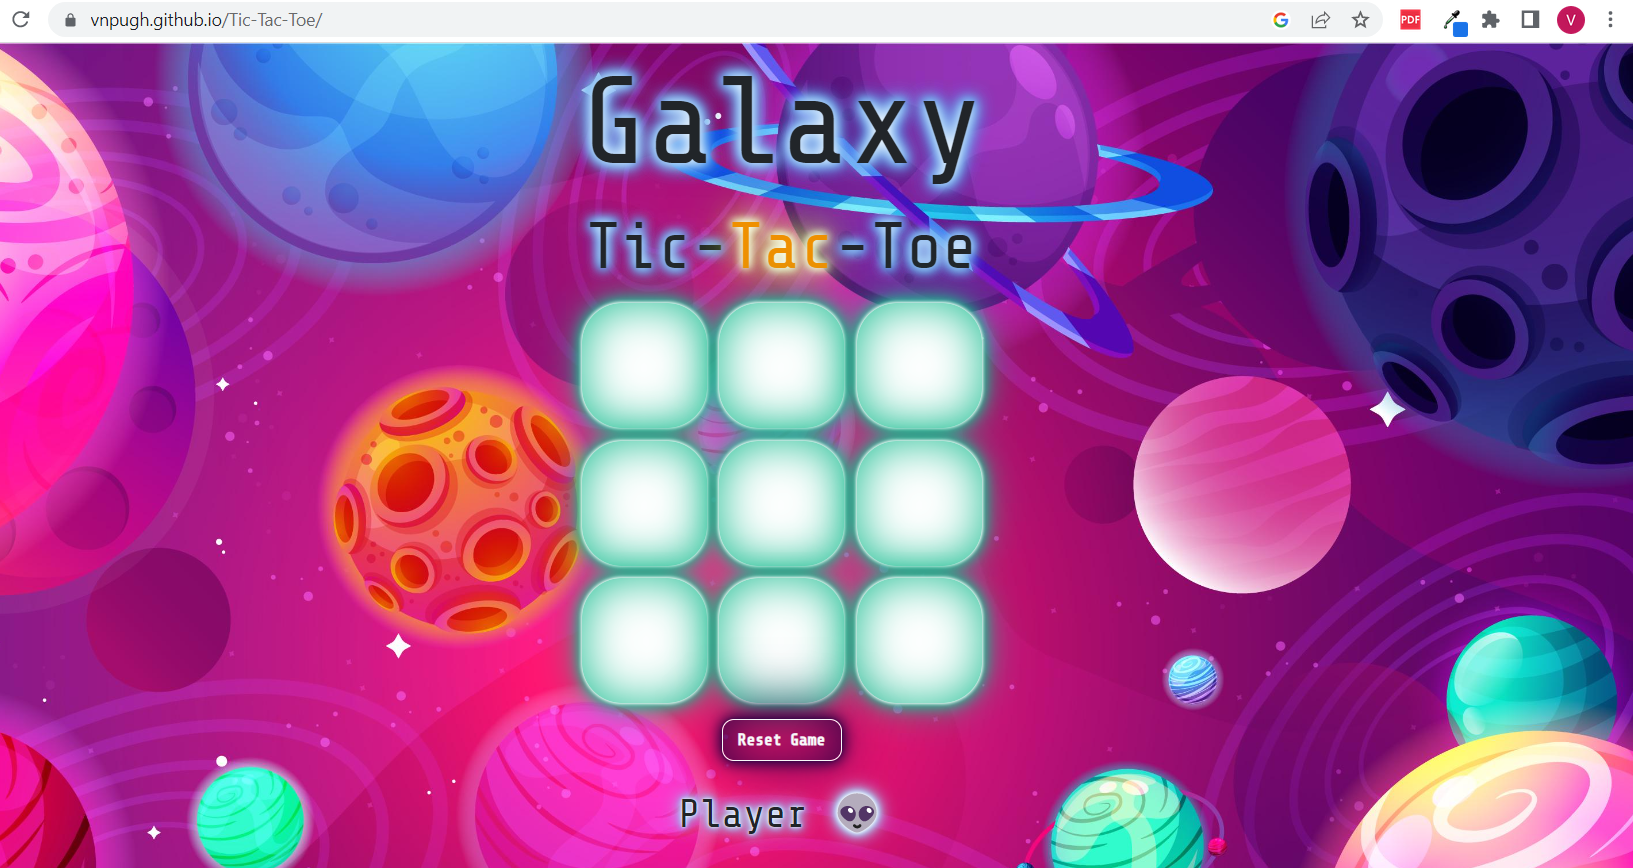 vnpugh.github.io/Tic-Tac-Toe/
PDF
V
Galaxy
Tic-Tac-Toe
Reset Game
Player